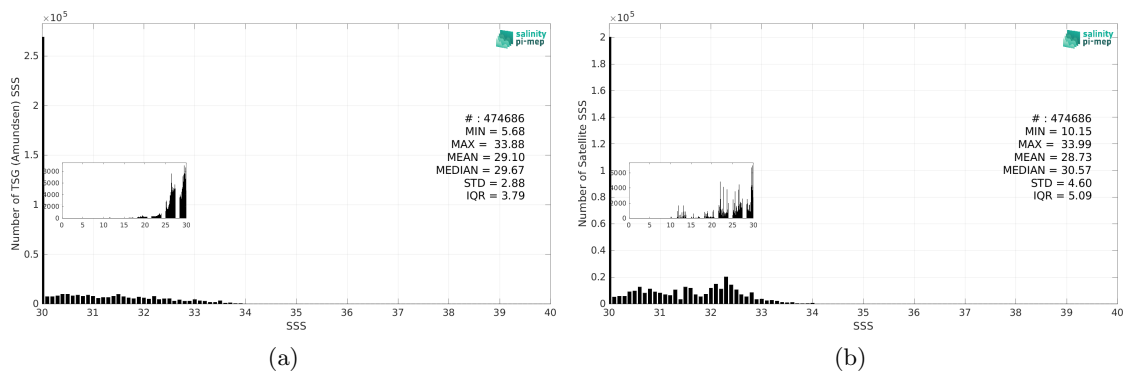 ×10⁵
2.5
2
1.5
1
0.5
0
Number of TSG (Amundsen) SSS
salinity
pi-mep
# : 474686
MIN = 5.68
MAX = 33.88
MEAN = 29.10
MEDIAN = 29.67
STD = 2.88
IQR = 3.79
8000
6000
4000
2000
0
0 5 10 15 20 25 30
30 31 32 33 34 35 36 37 38 39 40
SSS
(a)
×10⁵
2
1.8
1.6
1.4
1.2
1
0.8
0.6
0.4
0.2
0
Number of Satellite SSS
salinity
pi-mep
# : 474686
MIN = 10.15
MAX = 33.99
MEAN = 28.73
MEDIAN = 30.57
STD = 4.60
IQR = 5.09
6000
4000
2000
0
0 5 10 15 20 25 30
30 31 32 33 34 35 36 37 38 39 40
SSS
(b)